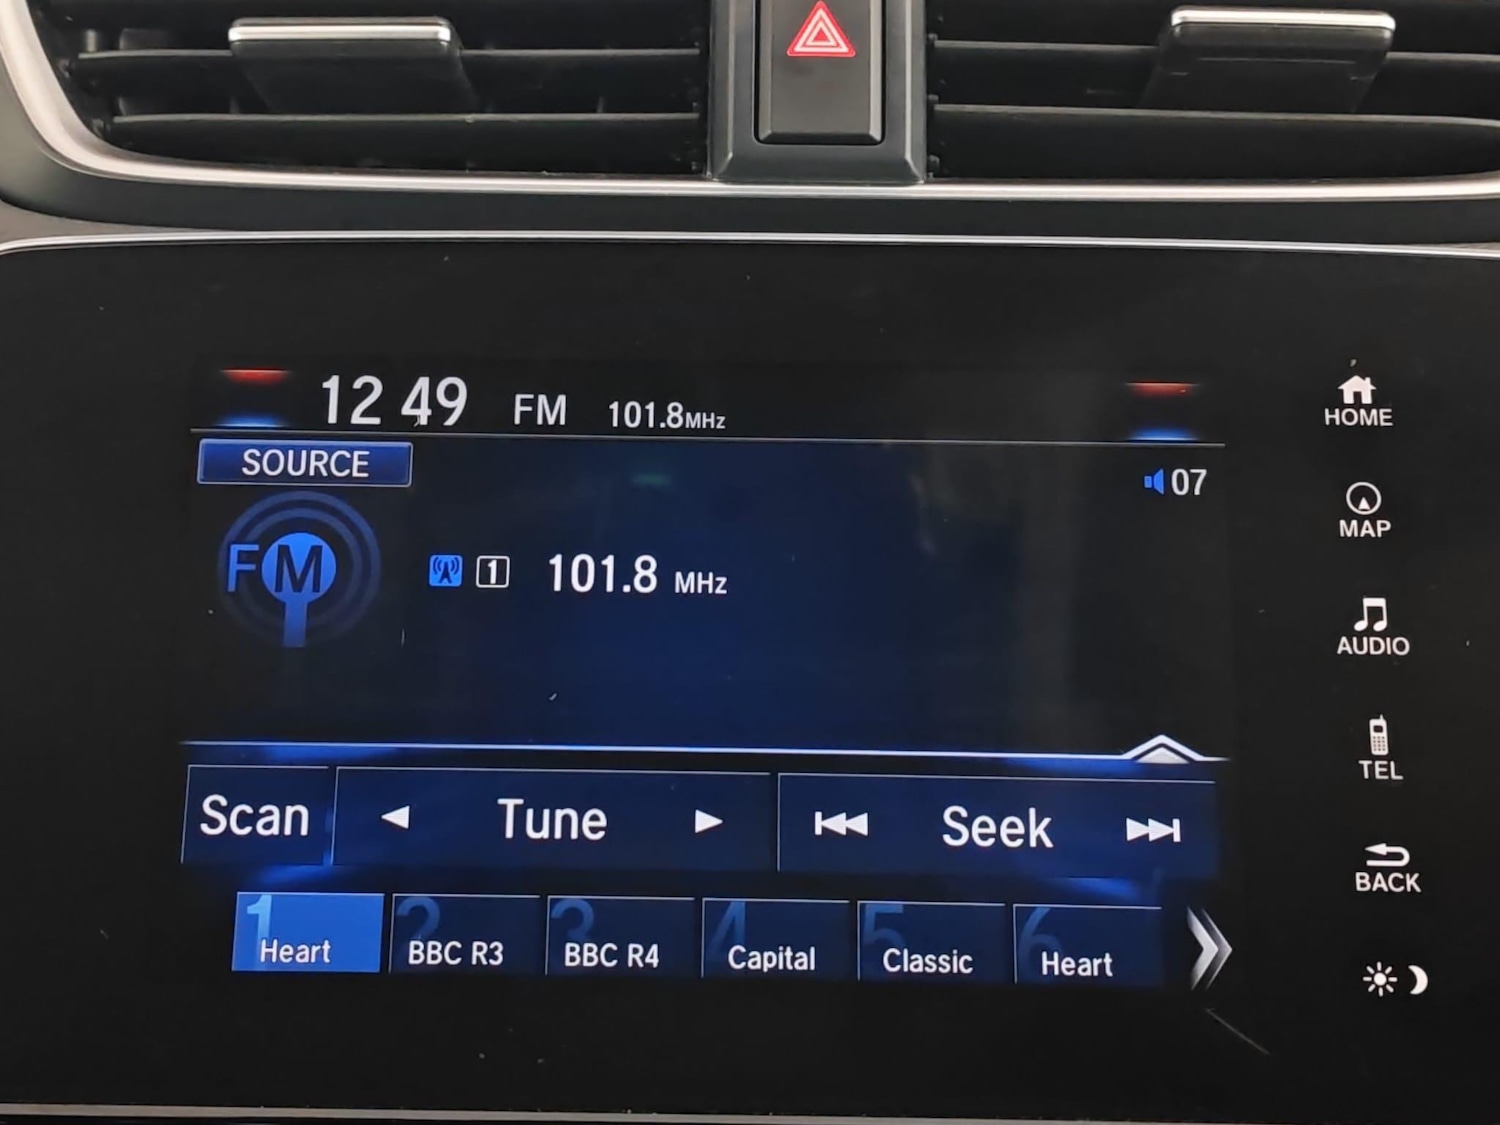 12 49 FM 101.8MHz
SOURCE
07
FM
1 101.8 MHz
Scan Tune Seek
1 Heart
2 BBC R3
3 BBC R4
4 Capital
5 Classic
6 Heart
HOME
MAP
AUDIO
TEL
BACK